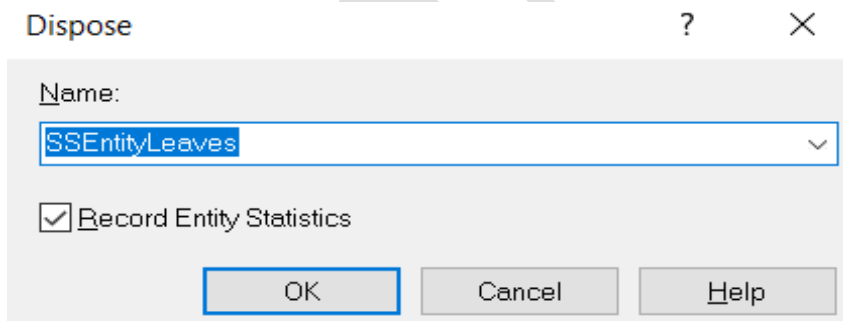 Dispose ? ×
Name:
SSEntityLeaves
Record Entity Statistics
OK Cancel Help